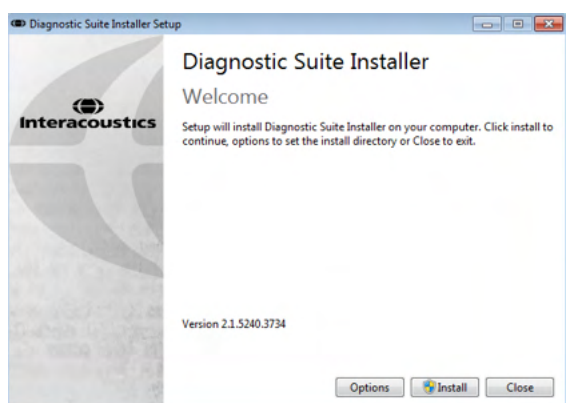 Diagnostic Suite Installer Setup
Diagnostic Suite Installer
Welcome
Interacoustics
Setup will install Diagnostic Suite Installer on your computer. Click install to
continue, options to set the install directory or Close to exit.
Version 2.1.5240.3734
Options
Install
Close